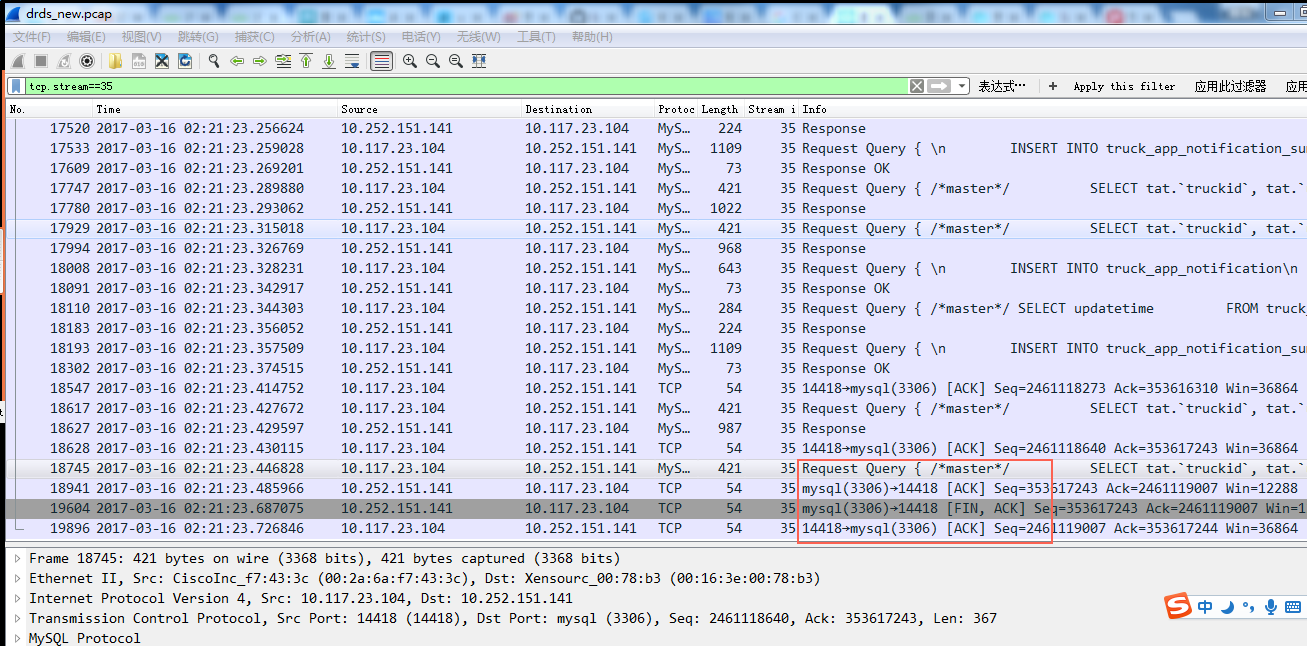 drds_new.pcap
文件(F) 编辑(E) 视图(V) 跳转(G) 捕获(C) 分析(A) 统计(S) 电话(Y) 无线(W) 工具(T) 帮助(H)
tcp.stream==35 表达式… + Apply this filter 应用此过滤器 应用
No. Time Source Destination Protoc Length Stream i Info
17520 2017-03-16 02:21:23.256624 10.252.151.141 10.117.23.104 MyS… 224 35 Response
17533 2017-03-16 02:21:23.259028 10.117.23.104 10.252.151.141 MyS… 1109 35 Request Query { \n INSERT INTO truck_app_notification_su
17609 2017-03-16 02:21:23.269201 10.252.151.141 10.117.23.104 MyS… 73 35 Response OK
17747 2017-03-16 02:21:23.289880 10.117.23.104 10.252.151.141 MyS… 421 35 Request Query { /*master*/ SELECT tat.`truckid`, tat.`
17780 2017-03-16 02:21:23.293062 10.252.151.141 10.117.23.104 MyS… 1022 35 Response
17929 2017-03-16 02:21:23.315018 10.117.23.104 10.252.151.141 MyS… 421 35 Request Query { /*master*/ SELECT tat.`truckid`, tat.`
17994 2017-03-16 02:21:23.326769 10.252.151.141 10.117.23.104 MyS… 968 35 Response
18008 2017-03-16 02:21:23.328231 10.117.23.104 10.252.151.141 MyS… 643 35 Request Query { \n INSERT INTO truck_app_notification\n
18091 2017-03-16 02:21:23.342917 10.252.151.141 10.117.23.104 MyS… 73 35 Response OK
18110 2017-03-16 02:21:23.344303 10.117.23.104 10.252.151.141 MyS… 284 35 Request Query { /*master*/ SELECT updatetime FROM truck
18183 2017-03-16 02:21:23.356052 10.252.151.141 10.117.23.104 MyS… 224 35 Response
18193 2017-03-16 02:21:23.357509 10.117.23.104 10.252.151.141 MyS… 1109 35 Request Query { \n INSERT INTO truck_app_notification_su
18302 2017-03-16 02:21:23.374515 10.252.151.141 10.117.23.104 MyS… 73 35 Response OK
18547 2017-03-16 02:21:23.414752 10.117.23.104 10.252.151.141 TCP 54 35 14418→mysql(3306) [ACK] Seq=2461118273 Ack=353616310 Win=36864
18617 2017-03-16 02:21:23.427672 10.117.23.104 10.252.151.141 MyS… 421 35 Request Query { /*master*/ SELECT tat.`truckid`, tat.`
18627 2017-03-16 02:21:23.429597 10.252.151.141 10.117.23.104 MyS… 987 35 Response
18628 2017-03-16 02:21:23.430115 10.117.23.104 10.252.151.141 TCP 54 35 14418→mysql(3306) [ACK] Seq=2461118640 Ack=353617243 Win=36864
18745 2017-03-16 02:21:23.446828 10.117.23.104 10.252.151.141 MyS… 421 35 Request Query { /*master*/ SELECT tat.`truckid`, tat.`
18941 2017-03-16 02:21:23.485966 10.252.151.141 10.117.23.104 TCP 54 35 mysql(3306)→14418 [ACK] Seq=353617243 Ack=2461119007 Win=12288
19604 2017-03-16 02:21:23.687075 10.252.151.141 10.117.23.104 TCP 54 35 mysql(3306)→14418 [FIN, ACK] Seq=353617243 Ack=2461119007 Win=1
19896 2017-03-16 02:21:23.726846 10.117.23.104 10.252.151.141 TCP 54 35 14418→mysql(3306) [ACK] Seq=2461119007 Ack=353617244 Win=36864
Frame 18745: 421 bytes on wire (3368 bits), 421 bytes captured (3368 bits)
Ethernet II, Src: CiscoInc_f7:43:3c (00:2a:6a:f7:43:3c), Dst: Xensourc_00:78:b3 (00:16:3e:00:78:b3)
Internet Protocol Version 4, Src: 10.117.23.104, Dst: 10.252.151.141
Transmission Control Protocol, Src Port: 14418 (14418), Dst Port: mysql (3306), Seq: 2461118640, Ack: 353617243, Len: 367
MySQL Protocol
S 中